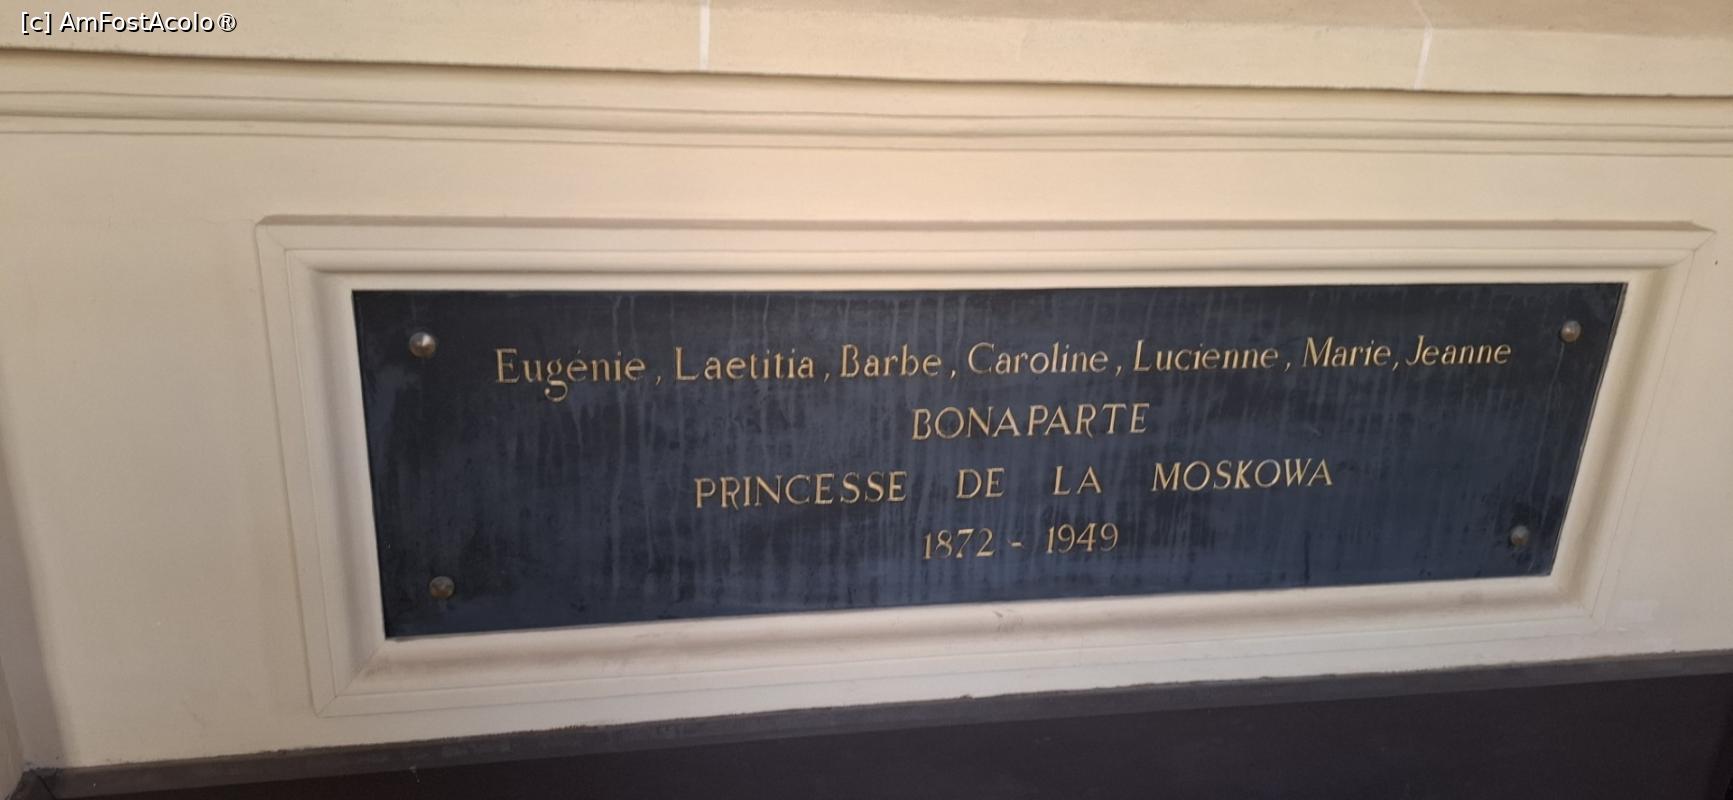 [c] AmFostAcolo®
Eugénie, Laetitia, Barbe, Caroline, Lucienne, Marie, Jeanne
BONAPARTE
PRINCESSE DE LA MOSKOWA
1872 - 1949